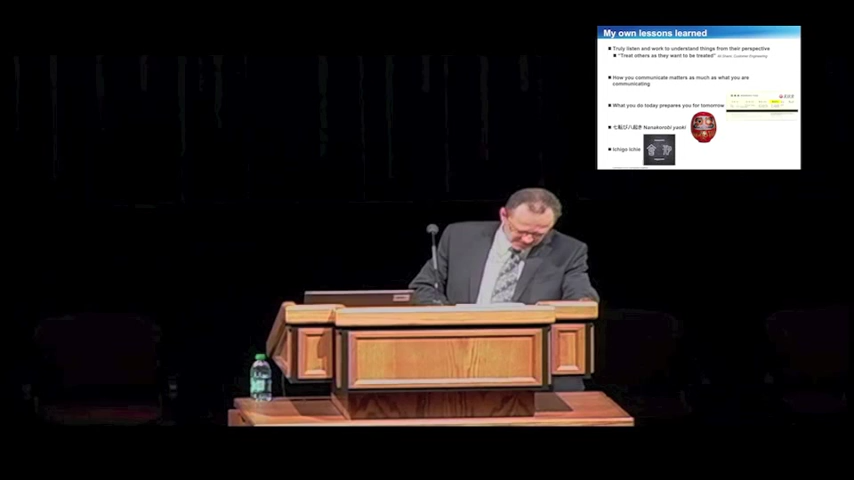 My own lessons learned
Truly listen and work to understand things from their perspective
"Treat others as they want to be treated"
How you communicate matters as much as what you are
communicating
What you do today prepares you for tomorrow
七転び八起き Nanakorobi yaoki
Ichigo ichie